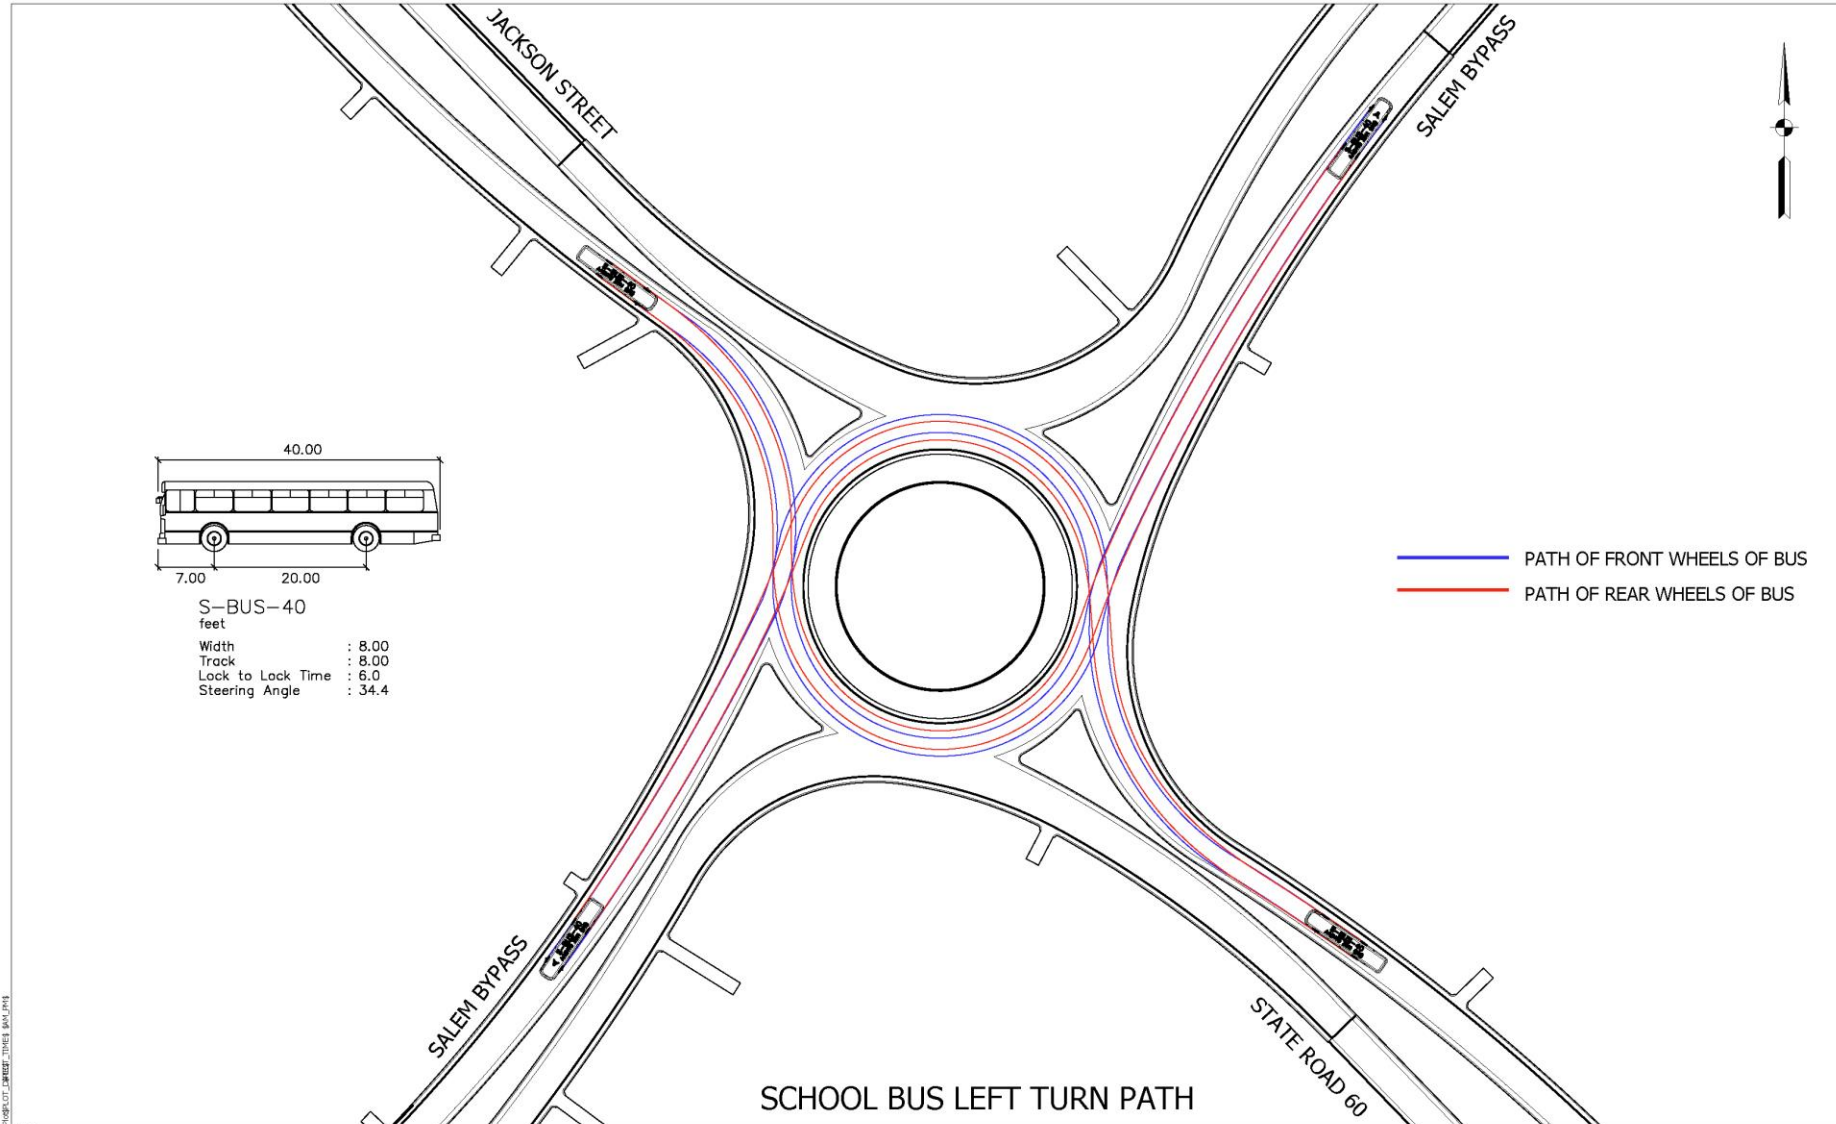 JACKSON STREET
SALEM BYPASS
40.00
7.00
20.00
S-BUS-40
feet
Width : 8.00
Track : 8.00
Lock to Lock Time : 6.0
Steering Angle : 34.4
PATH OF FRONT WHEELS OF BUS
PATH OF REAR WHEELS OF BUS
SALEM BYPASS
STATE ROAD 60
SCHOOL BUS LEFT TURN PATH